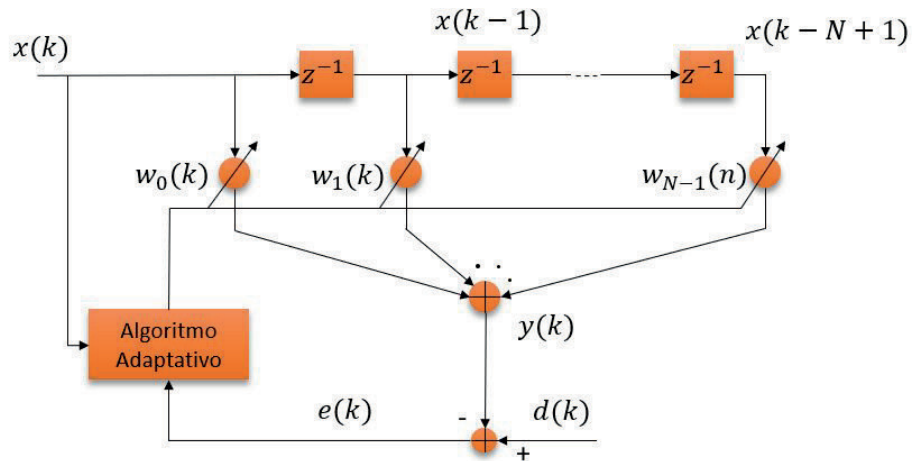 x(k)
x(k − 1)
x(k − N + 1)
z⁻¹
z⁻¹
----
z⁻¹
w₀(k)
w₁(k)
w_{N−1}(n)
. . .
y(k)
Algoritmo
Adaptativo
e(k)
-
d(k)
+